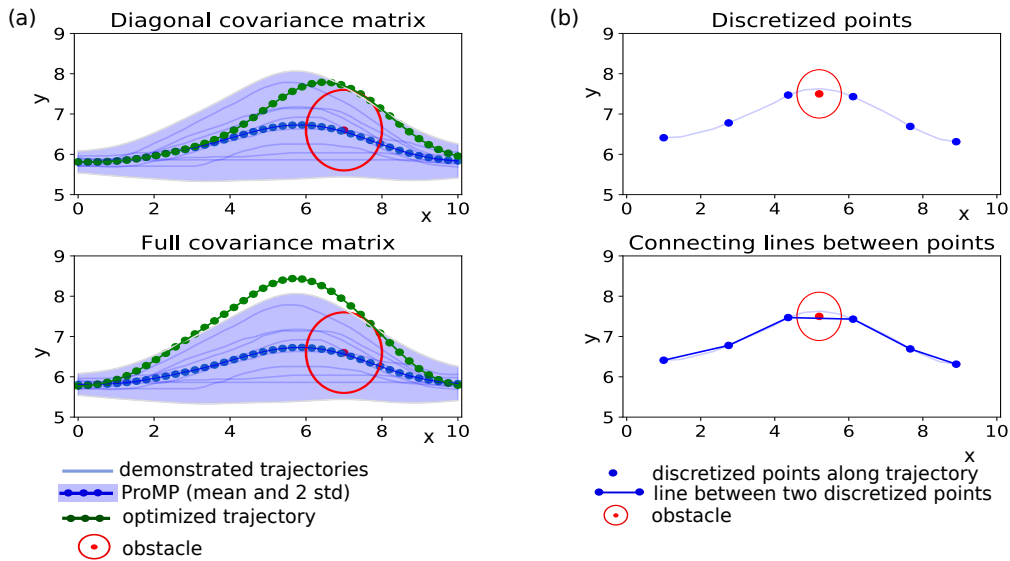 (a)
Diagonal covariance matrix
9
8
7
6
5
y
0
2
4
6
8
10
x
Full covariance matrix
9
8
7
6
5
y
0
2
4
6
8
10
x
demonstrated trajectories
ProMP (mean and 2 std)
optimized trajectory
obstacle
(b)
Discretized points
9
8
7
6
5
y
0
2
4
6
8
10
x
Connecting lines between points
9
8
7
6
5
y
0
2
4
6
8
10
x
discretized points along trajectory
line between two discretized points
obstacle